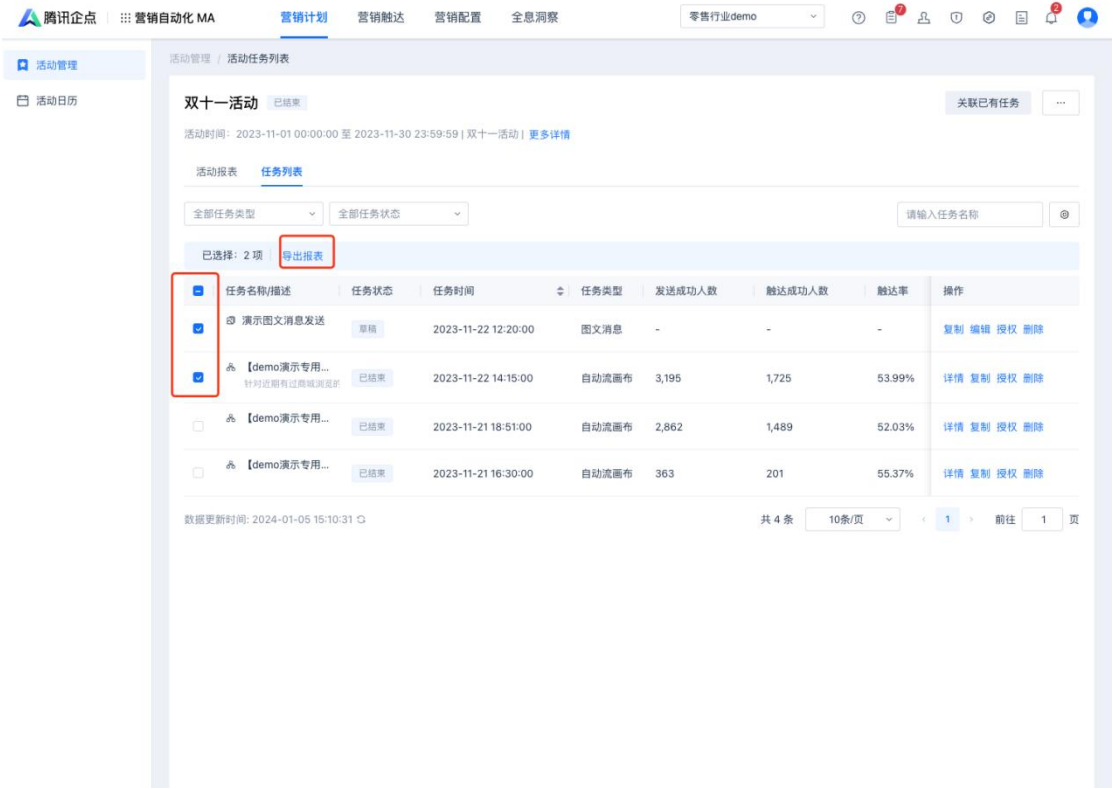 腾讯企点 营销自动化 MA 营销计划 营销触达 营销配置 全息洞察 零售行业demo 7 2
活动管理
活动日历
活动管理 / 活动任务列表
双十一活动 已结束 关联已有任务 ...
活动时间：2023-11-01 00:00:00 至 2023-11-30 23:59:59 | 双十一活动 | 更多详情
活动报表 任务列表
全部任务类型 全部任务状态 请输入任务名称
已选择：2 项 导出报表
任务名称/描述 任务状态 任务时间 任务类型 发送成功人数 触达成功人数 触达率 操作
演示图文消息发送 草稿 2023-11-22 12:20:00 图文消息 - - - 复制 编辑 授权 删除
【demo演示专用... 已结束 2023-11-22 14:15:00 自动流画布 3,195 1,725 53.99% 详情 复制 授权 删除
针对近期有过商城浏览的
【demo演示专用... 已结束 2023-11-21 18:51:00 自动流画布 2,862 1,489 52.03% 详情 复制 授权 删除
【demo演示专用... 已结束 2023-11-21 16:30:00 自动流画布 363 201 55.37% 详情 复制 授权 删除
数据更新时间: 2024-01-05 15:10:31 共 4 条 10条/页 1 前往 1 页